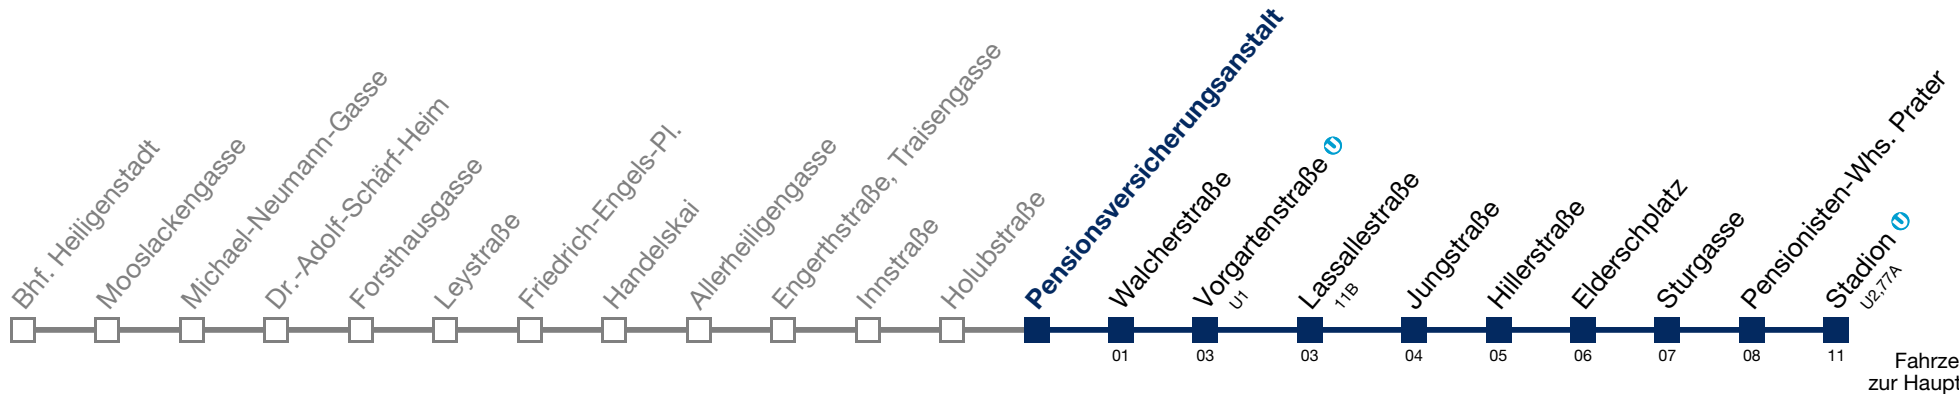 Bhf. Heiligenstadt
Mooslackengasse
Michael-Neumann-Gasse
Dr.-Adolf-Schärf-Heim
Forsthausgasse
Leystraße
Friedrich-Engels-Pl.
Handelskai
Allerheiligengasse
Engerthstraße, Traisengasse
Innstraße
Holubstraße
Pensionsversicherungsanstalt
Walcherstraße
Vorgartenstraße U
U1
Lassallestraße
11B
Jungstraße
Hillerstraße
Elderschplatz
Sturgasse
Pensionisten-Whs. Prater
Stadion U
U2,77A
01 03 03 04 05 06 07 08 11
Fahrze
zur Haupt